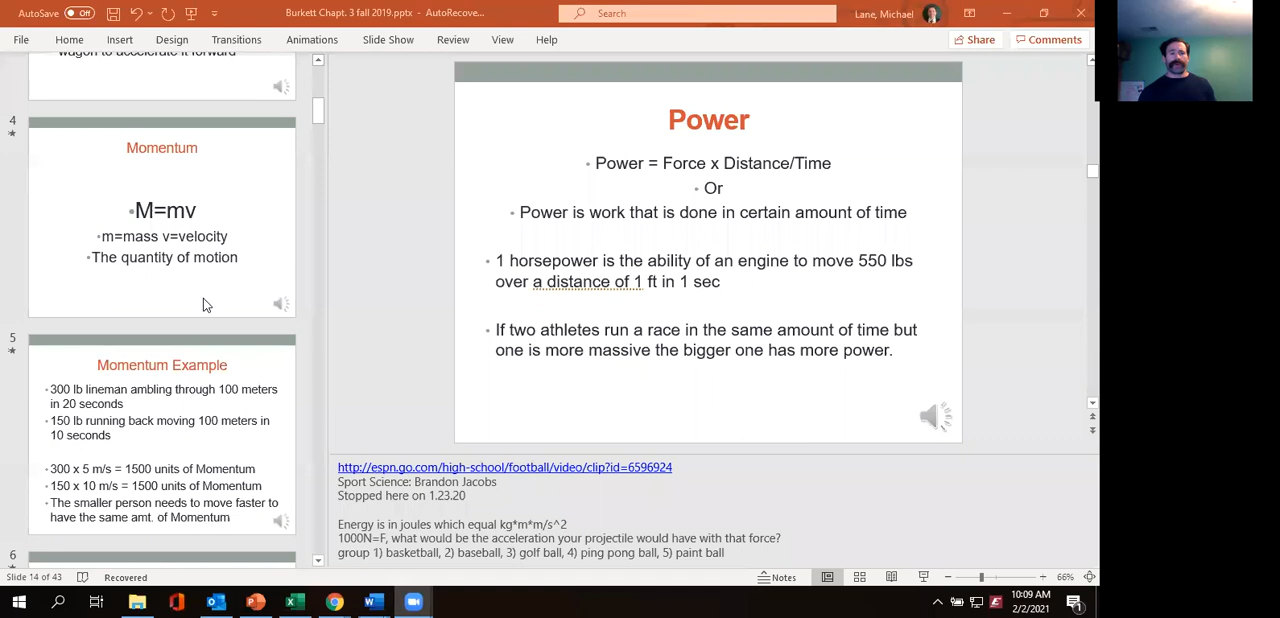 AutoSave Off
Burkett Chapt. 3 fall 2019.pptx - AutoRecove...
Search
Lane, Michael
File Home Insert Design Transitions Animations Slide Show Review View Help
Share Comments
wagon to accelerate it forward
4
Momentum
•M=mv
•m=mass v=velocity
•The quantity of motion
5
Momentum Example
•300 lb lineman ambling through 100 meters
in 20 seconds
•150 lb running back moving 100 meters in
10 seconds
•300 x 5 m/s = 1500 units of Momentum
•150 x 10 m/s = 1500 units of Momentum
•The smaller person needs to move faster to
have the same amt. of Momentum
6
Power
• Power = Force x Distance/Time
• Or
• Power is work that is done in certain amount of time
• 1 horsepower is the ability of an engine to move 550 lbs
over a distance of 1 ft in 1 sec
• If two athletes run a race in the same amount of time but
one is more massive the bigger one has more power.
http://espn.go.com/high-school/football/video/clip?id=6596924
Sport Science: Brandon Jacobs
Stopped here on 1.23.20
Energy is in joules which equal kg*m*m/s^2
1000N=F, what would be the acceleration your projectile would have with that force?
group 1) basketball, 2) baseball, 3) golf ball, 4) ping pong ball, 5) paint ball
Slide 14 of 43
Recovered
Notes
66%
10:09 AM
2/2/2021
1